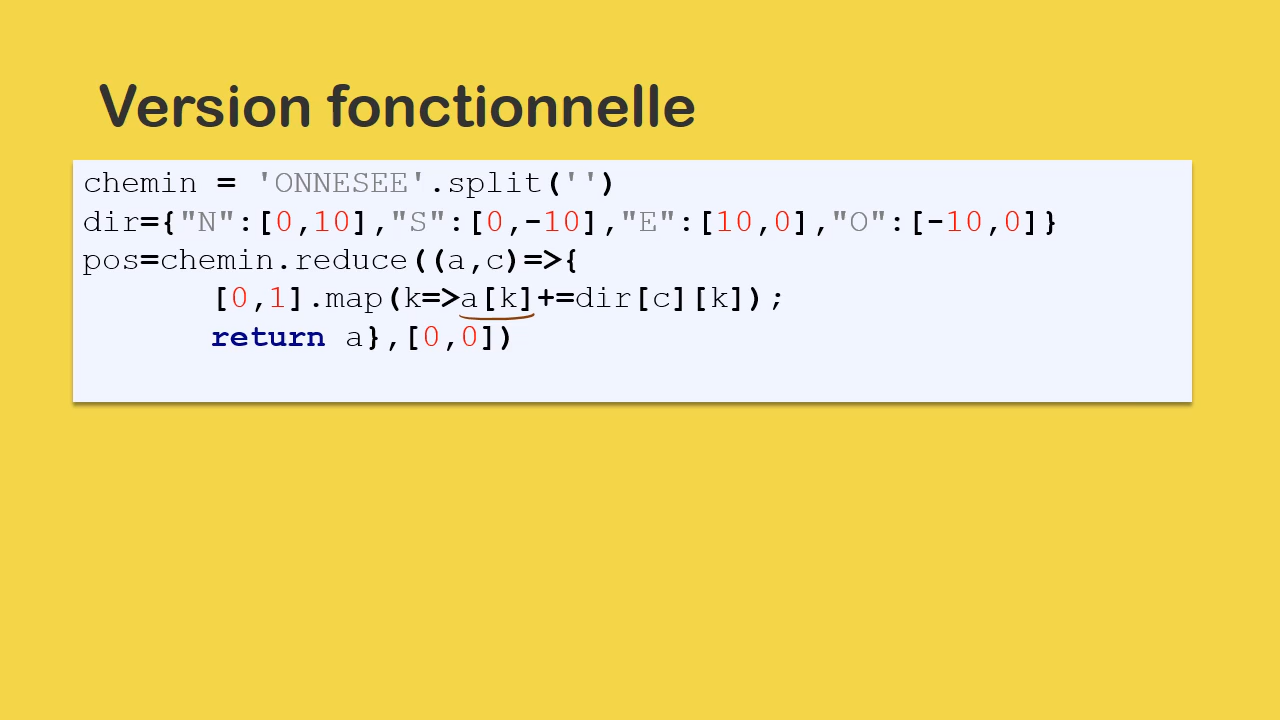 Version fonctionnelle
chemin = 'ONNESEE'.split('')
dir={"N":[0,10],"S":[0,-10],"E":[10,0],"O":[-10,0]}
pos=chemin.reduce((a,c)=>{
[0,1].map(k=>a[k]+=dir[c][k]);
return a},[0,0])